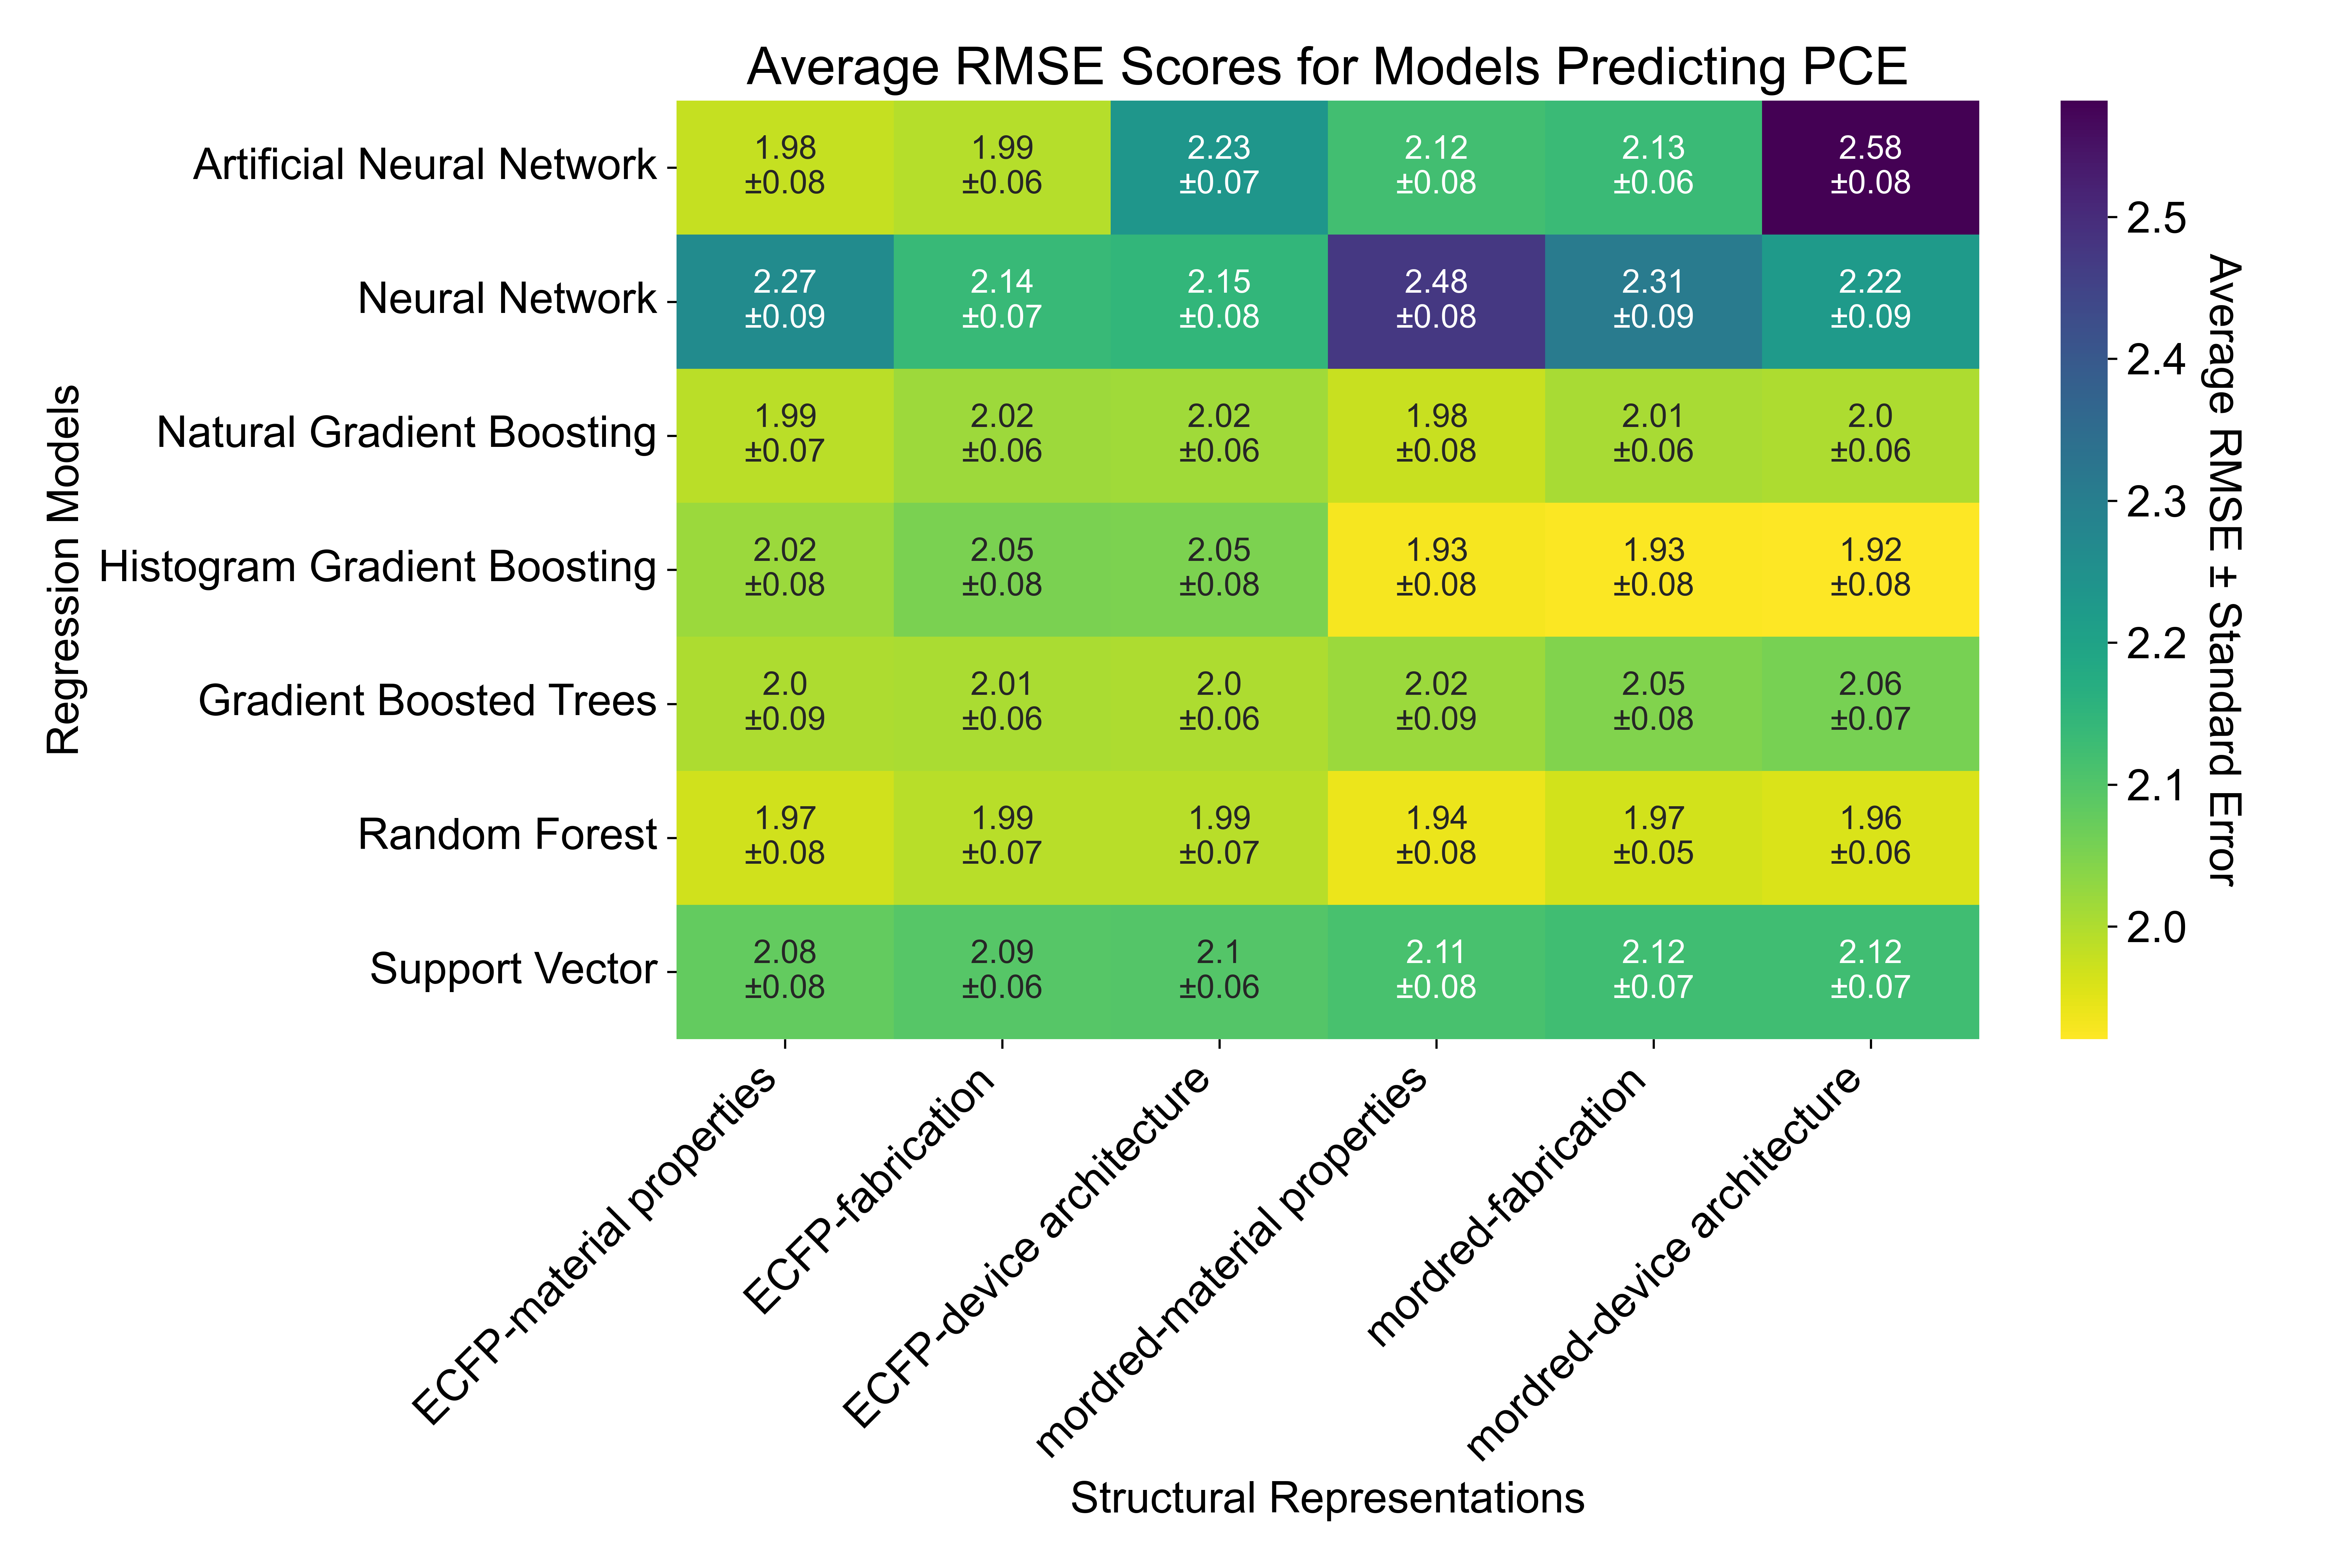 Average RMSE Scores for Models Predicting PCE
Regression Models
Artificial Neural Network
1.98 1.99 2.23 2.12 2.13 2.58
±0.08 ±0.06 ±0.07 ±0.08 ±0.06 ±0.08
Neural Network
2.27 2.14 2.15 2.48 2.31 2.22
±0.09 ±0.07 ±0.08 ±0.08 ±0.09 ±0.09
Natural Gradient Boosting
1.99 2.02 2.02 1.98 2.01 2.0
±0.07 ±0.06 ±0.06 ±0.08 ±0.06 ±0.06
Histogram Gradient Boosting
2.02 2.05 2.05 1.93 1.93 1.92
±0.08 ±0.08 ±0.08 ±0.08 ±0.08 ±0.08
Gradient Boosted Trees
2.0 2.01 2.0 2.02 2.05 2.06
±0.09 ±0.06 ±0.06 ±0.09 ±0.08 ±0.07
Random Forest
1.97 1.99 1.99 1.94 1.97 1.96
±0.08 ±0.07 ±0.07 ±0.08 ±0.05 ±0.06
Support Vector
2.08 2.09 2.1 2.11 2.12 2.12
±0.08 ±0.06 ±0.06 ±0.08 ±0.07 ±0.07
ECFP-material properties
ECFP-fabrication
ECFP-device architecture
mordred-material properties
mordred-fabrication
mordred-device architecture
Structural Representations
2.5
2.4
2.3
2.2
2.1
2.0
Average RMSE ± Standard Error